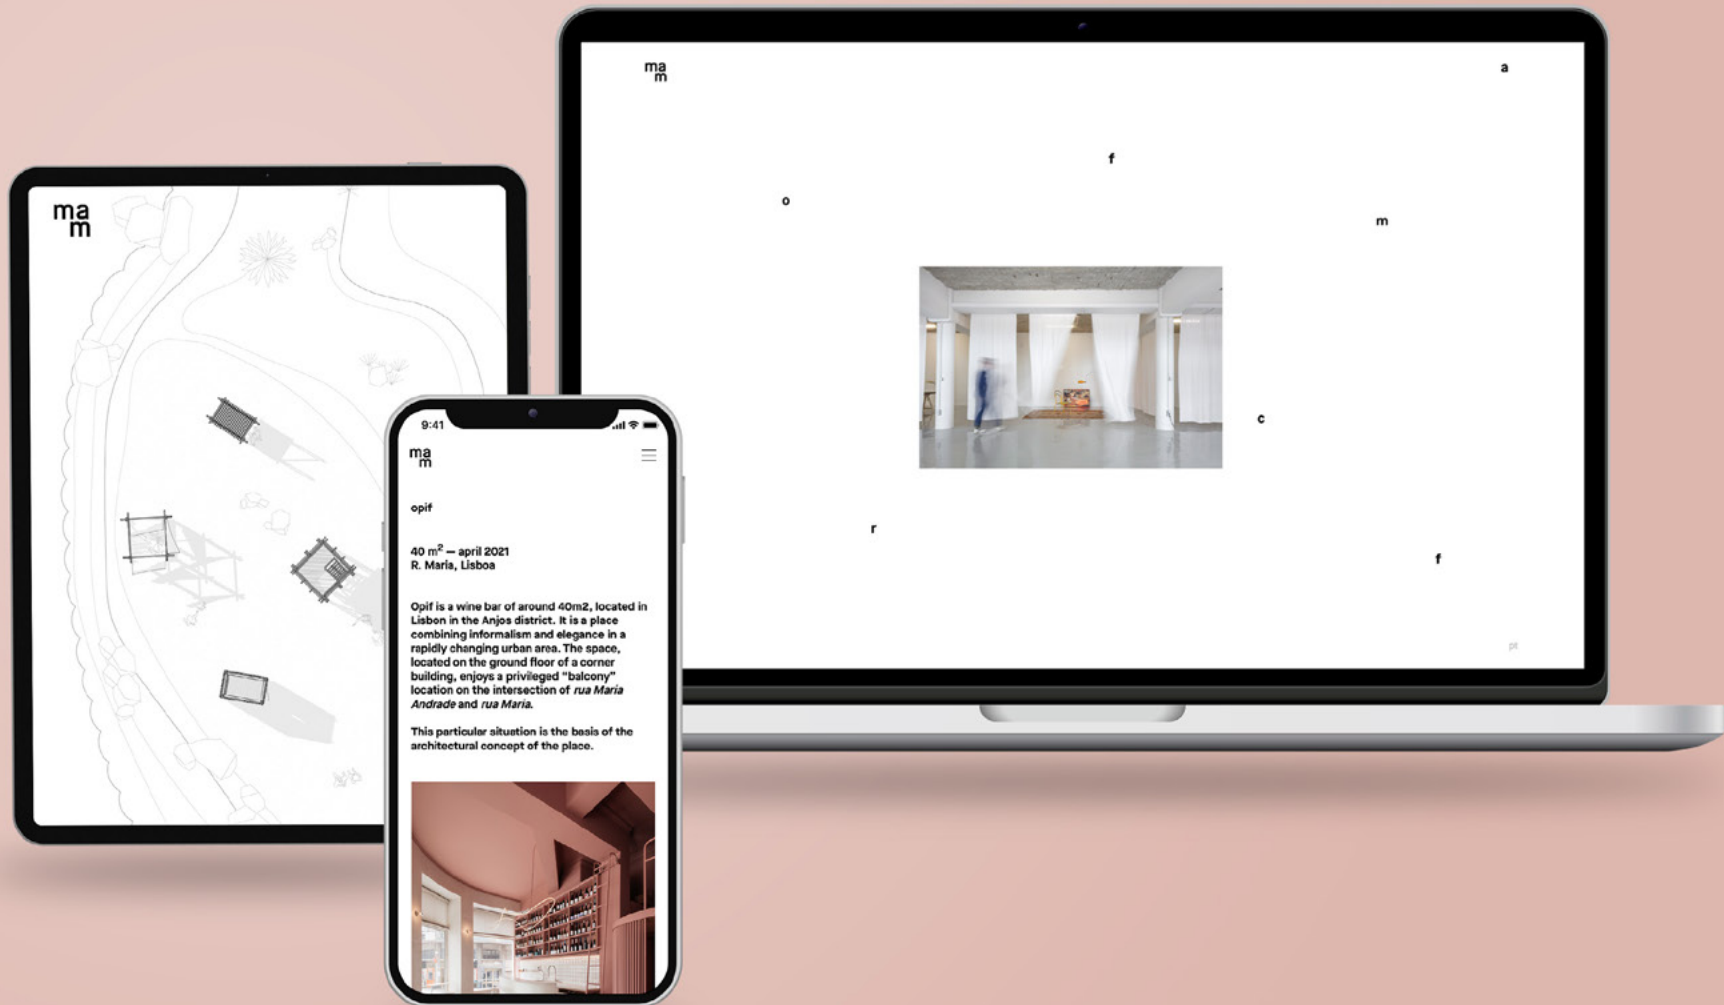 ma
m
a
f
o
m
c
r
f
pt
ma
m
9:41
ma
m
opif
40 m² — april 2021
R. Maria, Lisboa
Opif is a wine bar of around 40m2, located in
Lisbon in the Anjos district. It is a place
combining informalism and elegance in a
rapidly changing urban area. The space,
located on the ground floor of a corner
building, enjoys a privileged “balcony”
location on the intersection of rua Maria
Andrade and rua Maria.
This particular situation is the basis of the
architectural concept of the place.